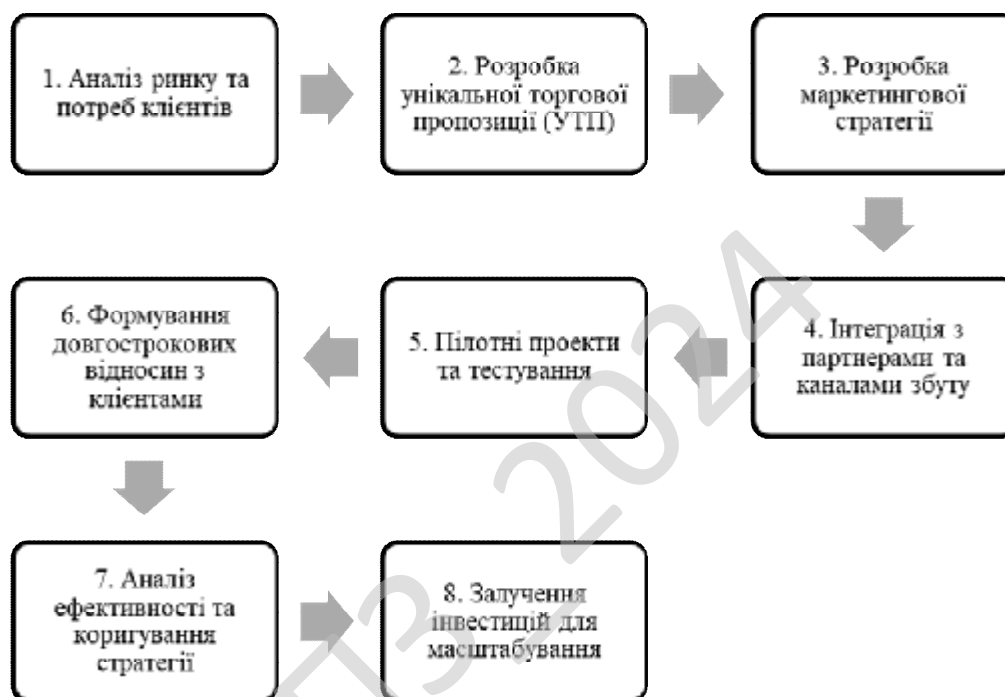 1. Аналіз ринку та
потреб клієнтів
2. Розробка
унікальної торгової
пропозиції (УТП)
3. Розробка
маркетингової
стратегії
4. Інтеграція з
партнерами та
каналами збуту
5. Пілотні проекти
та тестування
6. Формування
довгострокових
відносин з
клієнтами
7. Аналіз
ефективності та
коригування
стратегії
8. Залучення
інвестицій для
масштабування
ПЗ_2024